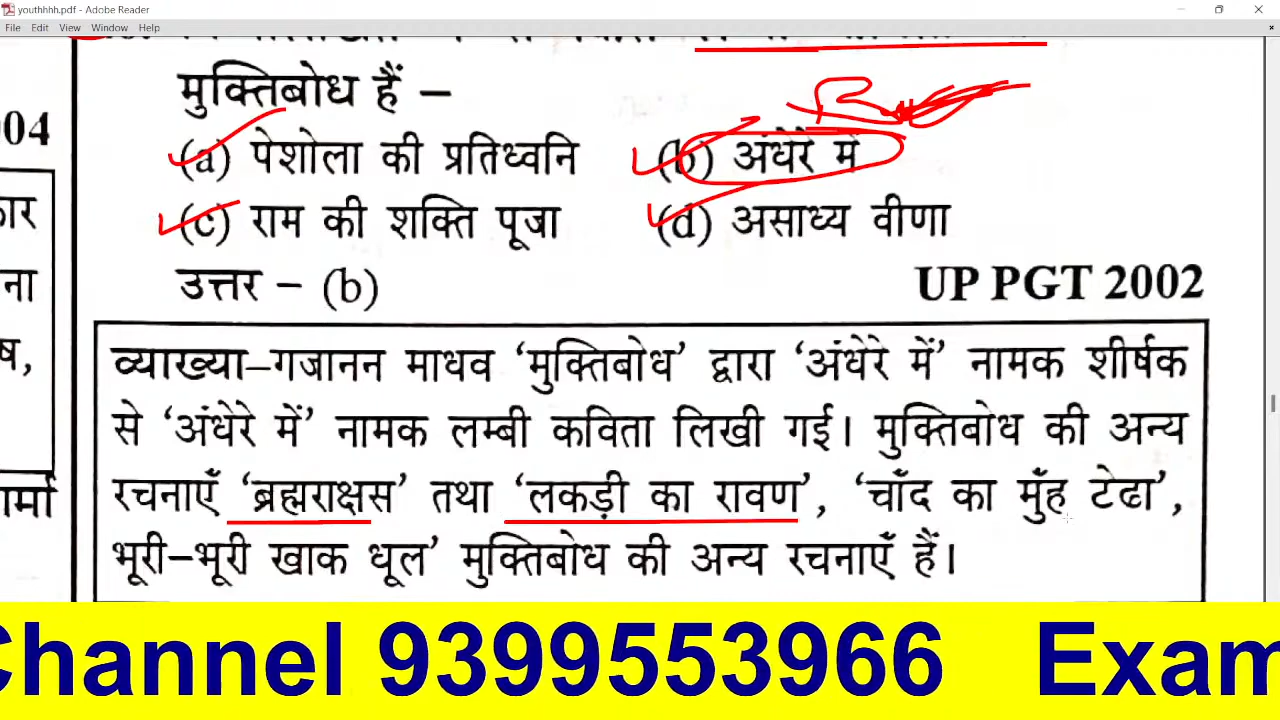 youthhhh.pdf - Adobe Reader
File Edit View Window Help
मुक्तिबोध हैं –
004
(a) पेशोला की प्रतिध्वनि (b) अंधेरे में
कार
(c) राम की शक्ति पूजा (d) असाध्य वीणा
ना
उत्तर – (b) UP PGT 2002
ष,
व्याख्या–गजानन माधव ‘मुक्तिबोध’ द्वारा ‘अंधेरे में’ नामक शीर्षक
से ‘अंधेरे में’ नामक लम्बी कविता लिखी गई। मुक्तिबोध की अन्य
रचनाएँ ‘ब्रह्मराक्षस’ तथा ‘लकड़ी का रावण’, ‘चाँद का मुँह टेढा’,
र्मा
भूरी–भूरी खाक धूल’ मुक्तिबोध की अन्य रचनाएँ हैं।
Channel 9399553966 Exam